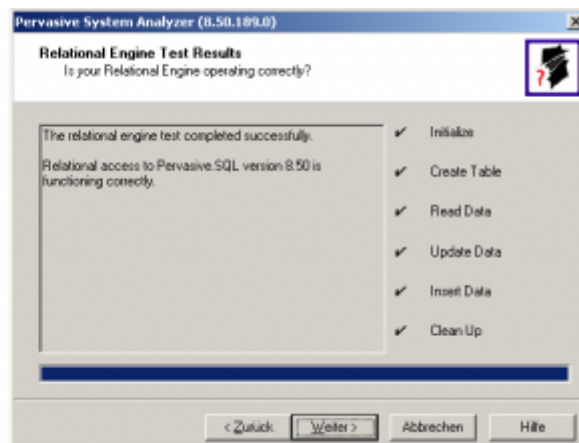 Pervasive System Analyzer (8.50.189.0)
Relational Engine Test Results
Is your Relational Engine operating correctly?
?
The relational engine test completed successfully.
Relational access to Pervasive.SQL version 8.50 is
functioning correctly.
Initialize
Create Table
Read Data
Update Data
Insert Data
Clean Up
< Zurück
Weiter >
Abbrechen
Hilfe